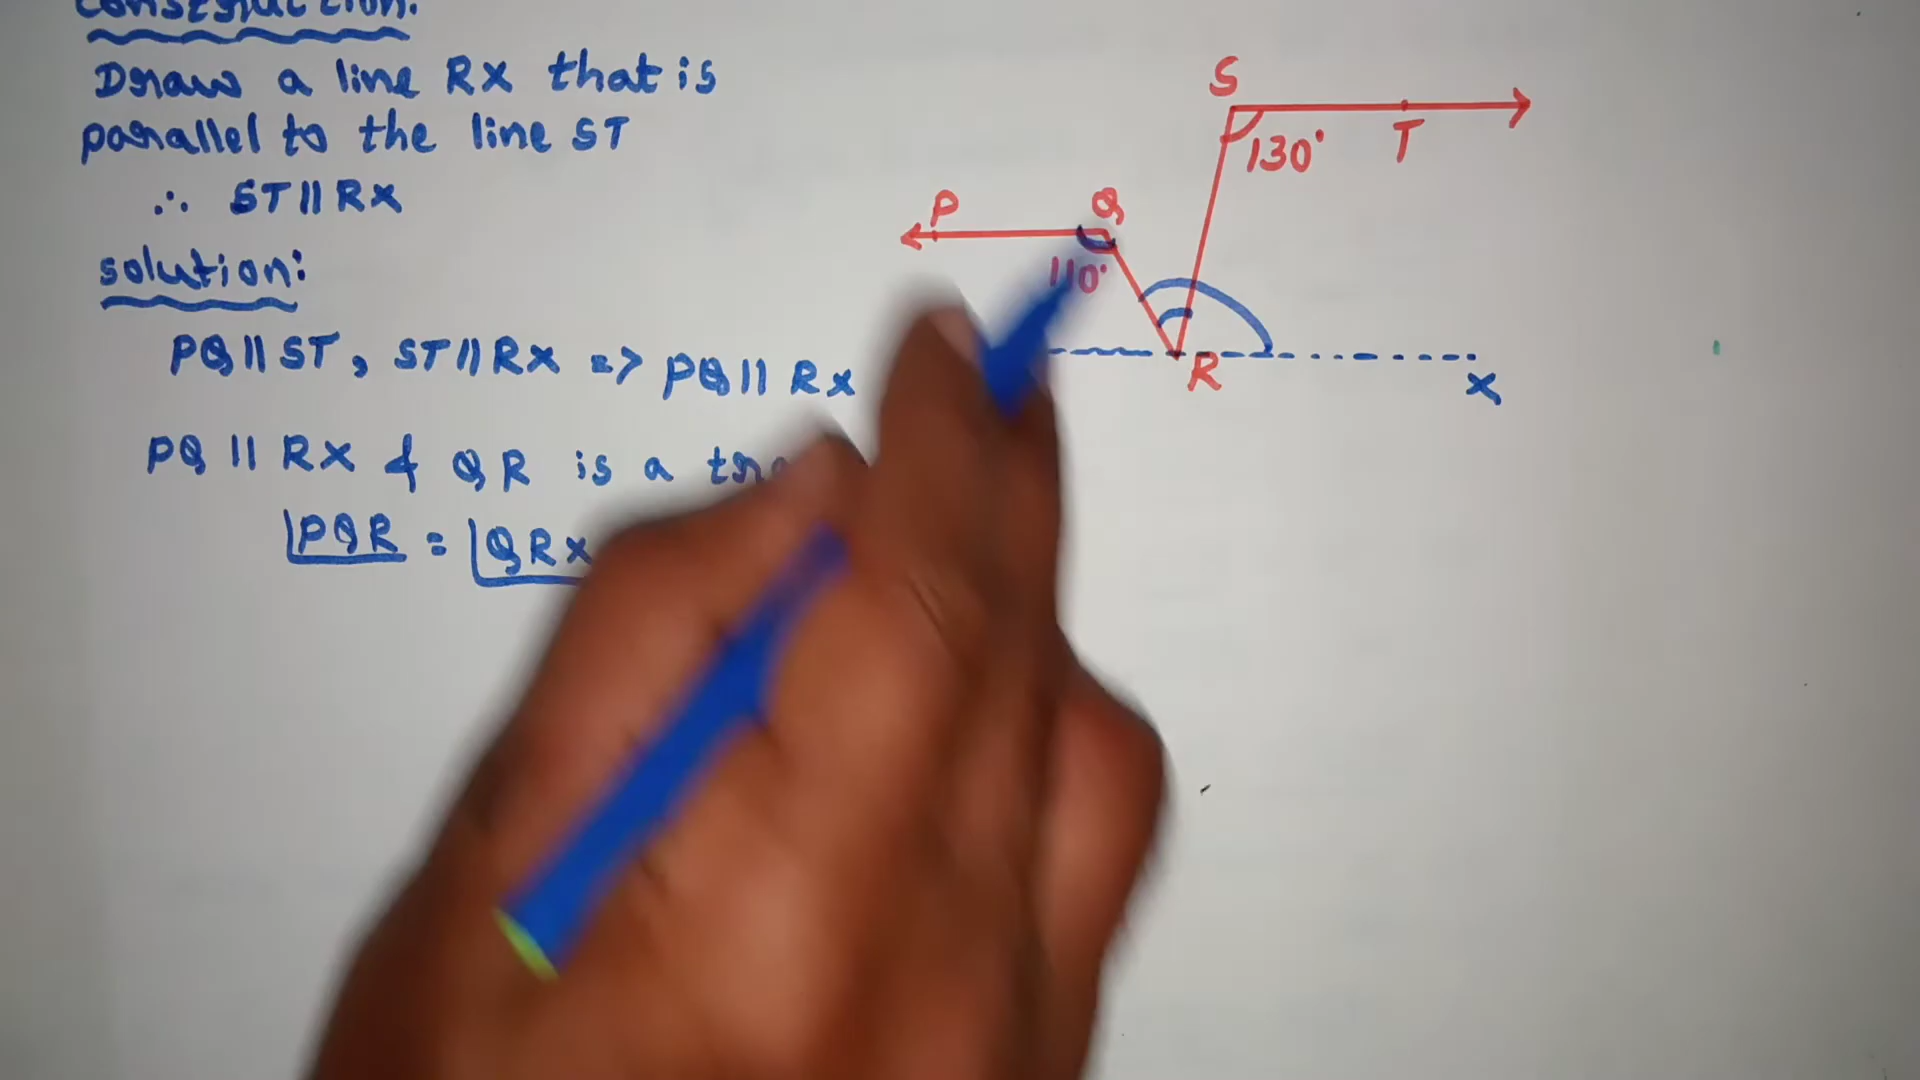 construction:
Draw a line RX that is
parallel to the line ST
∴ ST || RX
solution:
PQ || ST, ST || RX => PQ || RX
PQ || RX & QR is a
∠PQR = ∠QRX
S
T
130°
P
Q
110°
R
X